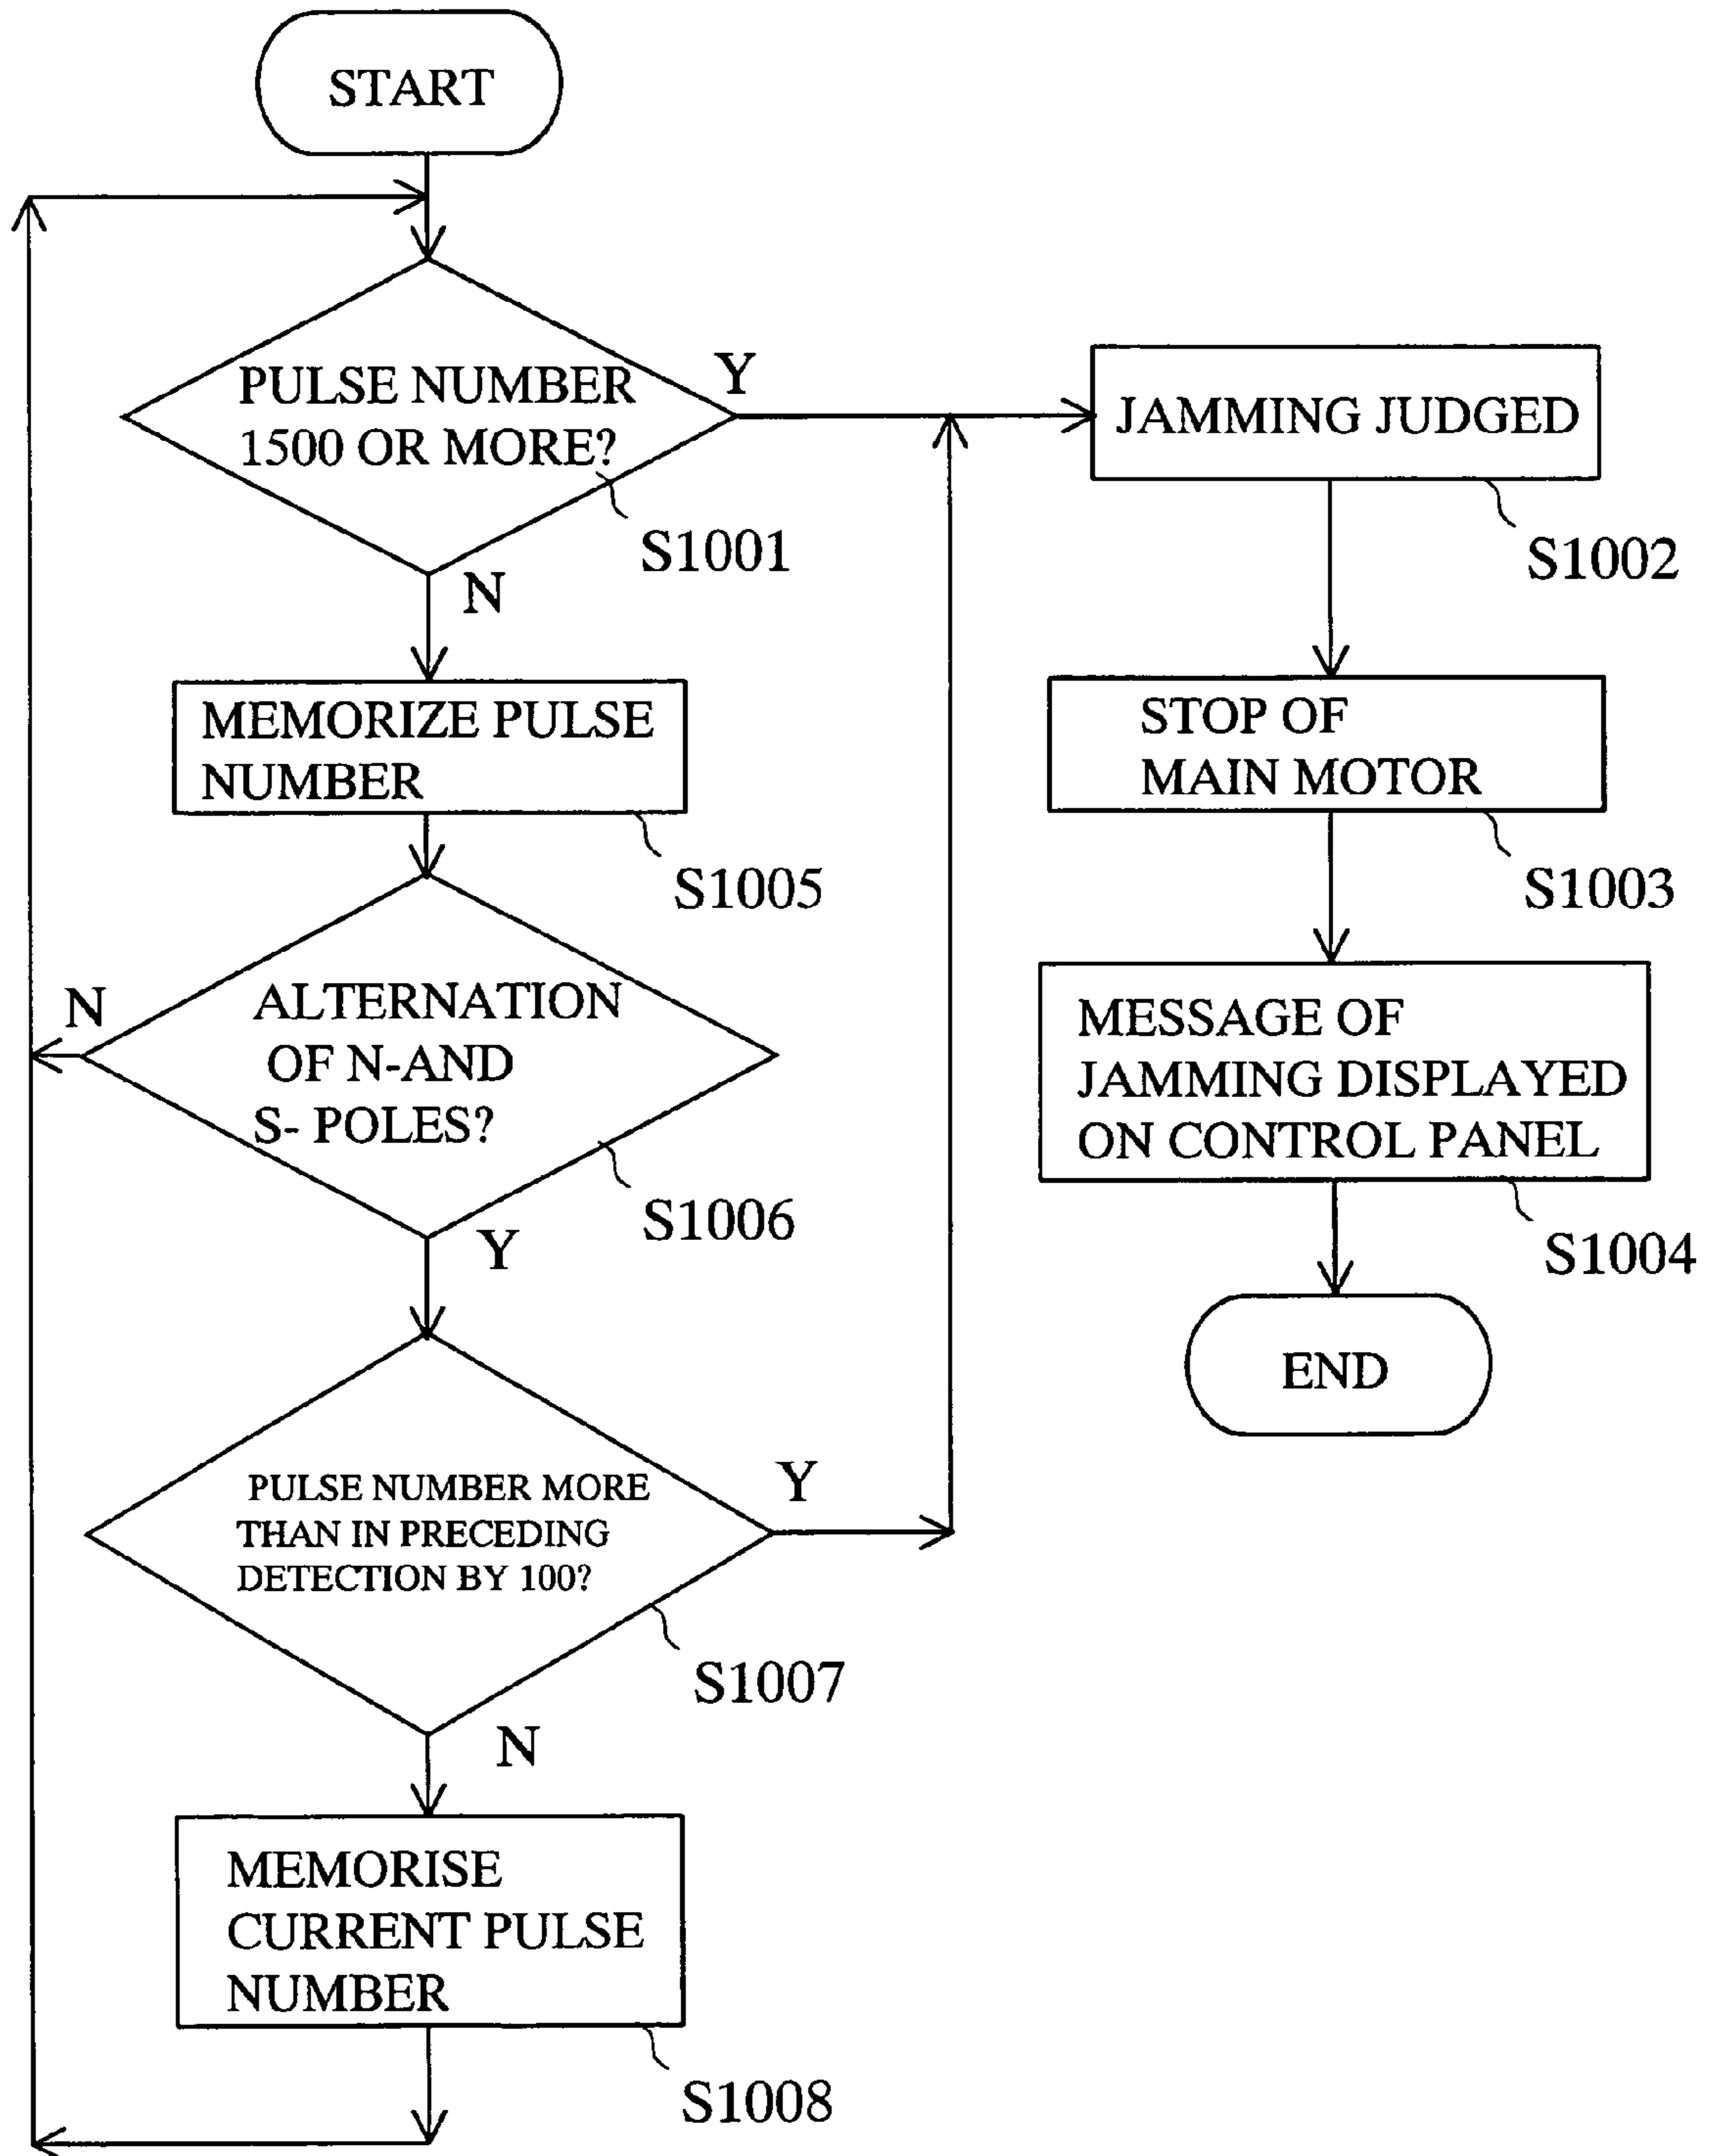 START
PULSE NUMBER
1500 OR MORE?
Y
S1001
N
JAMMING JUDGED
S1002
MEMORIZE PULSE
NUMBER
S1005
STOP OF
MAIN MOTOR
S1003
ALTERNATION
OF N-AND
S- POLES?
N
S1006
Y
MESSAGE OF
JAMMING DISPLAYED
ON CONTROL PANEL
S1004
END
PULSE NUMBER MORE
THAN IN PRECEDING
DETECTION BY 100?
Y
S1007
N
MEMORISE
CURRENT PULSE
NUMBER
S1008